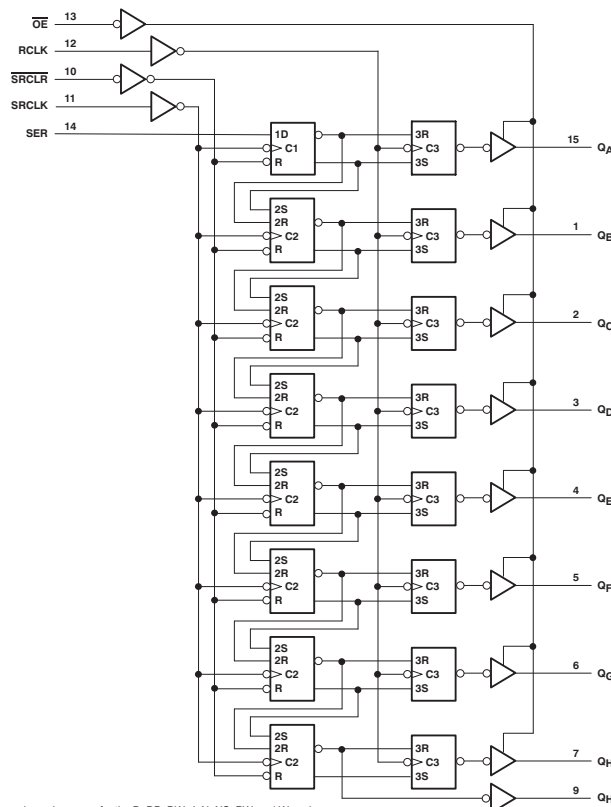 OE 13
RCLK 12
SRCLR 10
SRCLK 11
SER 14
1D
C1
R
3R
C3
3S
15 QA
2S
2R
C2
R
3R
C3
3S
1 QB
2S
2R
C2
R
3R
C3
3S
2 QC
2S
2R
C2
R
3R
C3
3S
3 QD
2S
2R
C2
R
3R
C3
3S
4 QE
2S
2R
C2
R
3R
C3
3S
5 QF
2S
2R
C2
R
3R
C3
3S
6 QG
2S
2R
C2
R
3R
C3
3S
7 QH
9 QH